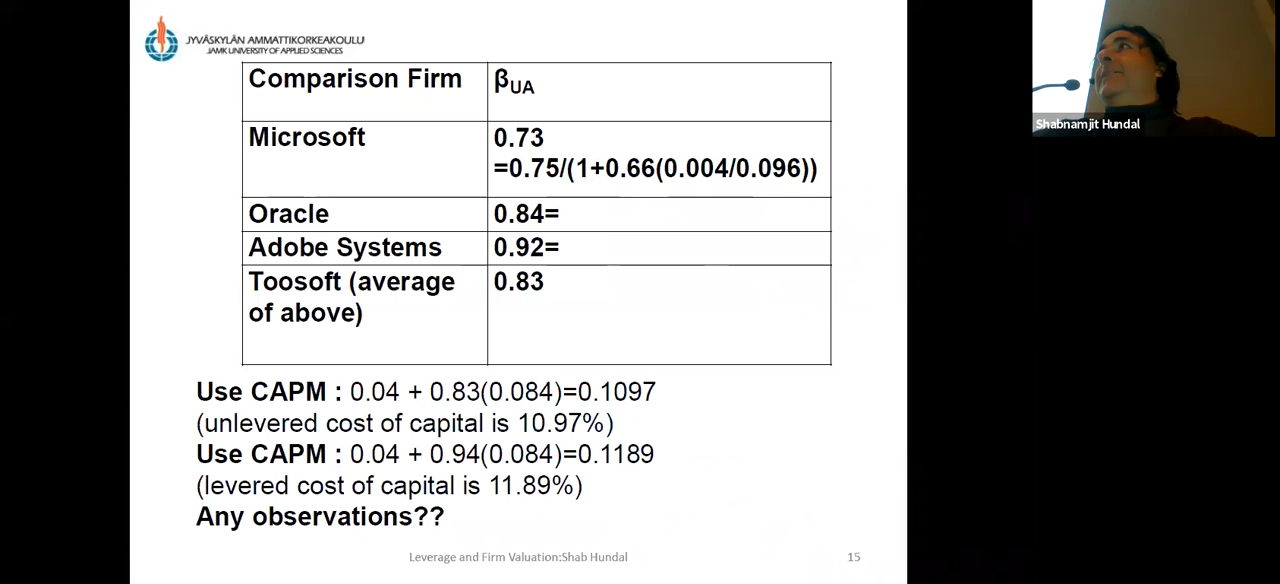 JYVÄSKYLÄN AMMATTIKORKEAKOULU
JAMK UNIVERSITY OF APPLIED SCIENCES
Comparison Firm βUA
Microsoft 0.73
=0.75/(1+0.66(0.004/0.096))
Oracle 0.84=
Adobe Systems 0.92=
Toosoft (average 0.83
of above)
Use CAPM : 0.04 + 0.83(0.084)=0.1097
(unlevered cost of capital is 10.97%)
Use CAPM : 0.04 + 0.94(0.084)=0.1189
(levered cost of capital is 11.89%)
Any observations??
Leverage and Firm Valuation:Shab Hundal 15
Shabnamjit Hundal